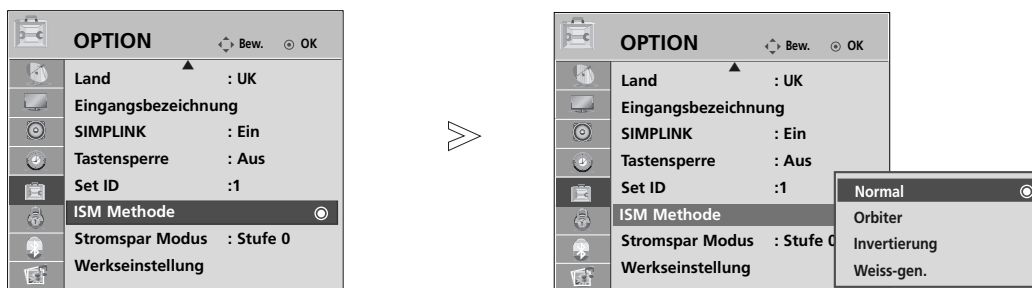 OPTION Bew. OK
Land : UK
Eingangsbezeichnung
SIMPLINK : Ein
Tastensperre : Aus
Set ID :1
ISM Methode
Stromspar Modus : Stufe 0
Werkseinstellung
OPTION Bew. OK
Land : UK
Eingangsbezeichnung
SIMPLINK : Ein
Tastensperre : Aus
Set ID :1
ISM Methode
Stromspar Modus : Stufe 0
Werkseinstellung
Normal
Orbiter
Invertierung
Weiss-gen.